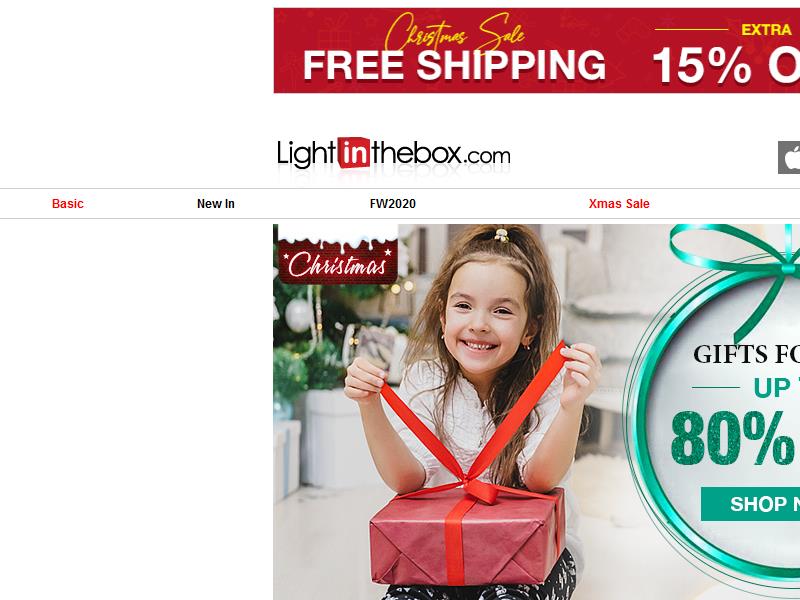 Christmas Sale
FREE SHIPPING
EXTRA
15% O
Lightinthebox.com
Basic
New In
FW2020
Xmas Sale
Christmas
GIFTS FO
UP
80%
SHOP N